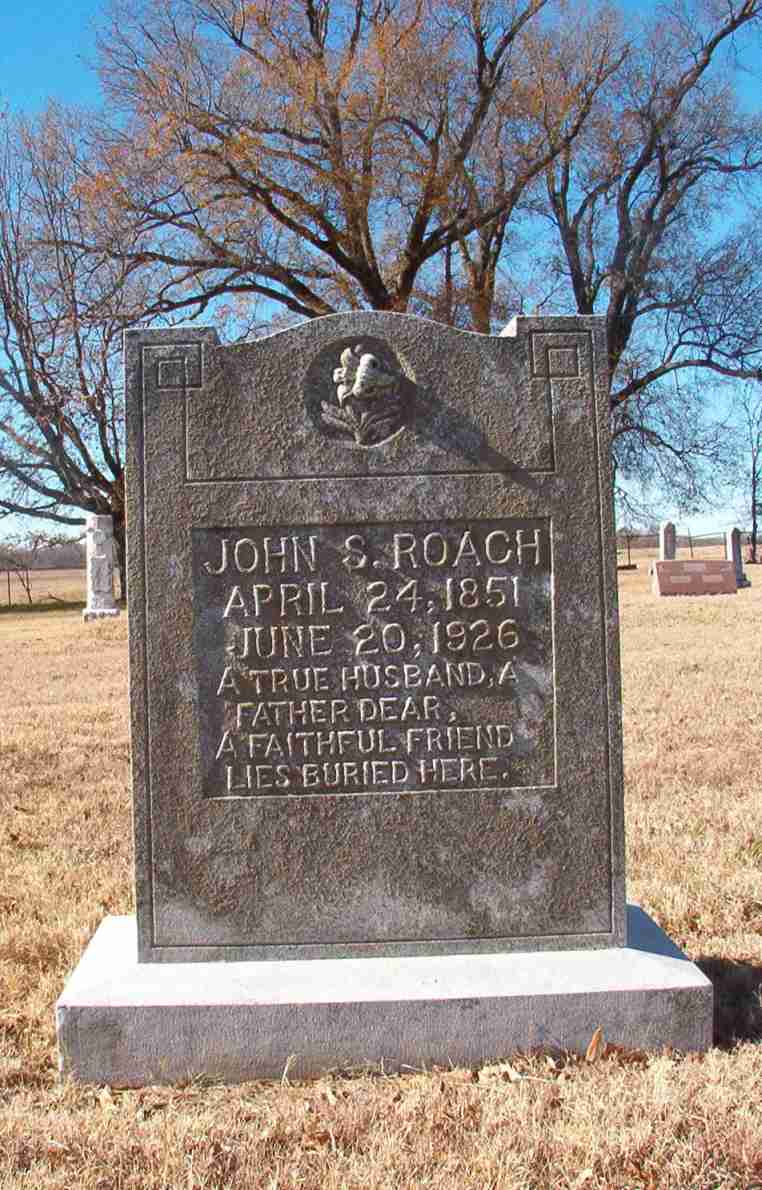 JOHN S. ROACH
APRIL 24, 1851
JUNE 20, 1926
A TRUE HUSBAND, A
FATHER DEAR,
A FAITHFUL FRIEND
LIES BURIED HERE.